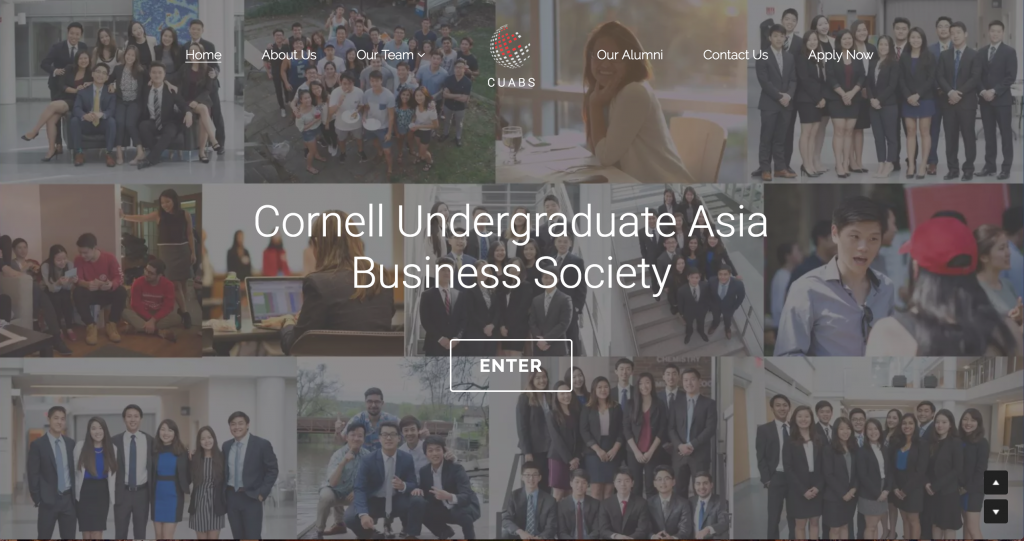 Home
About Us
Our Team
CUABS
Our Alumni
Contact Us
Apply Now
Cornell Undergraduate Asia
Business Society
ENTER